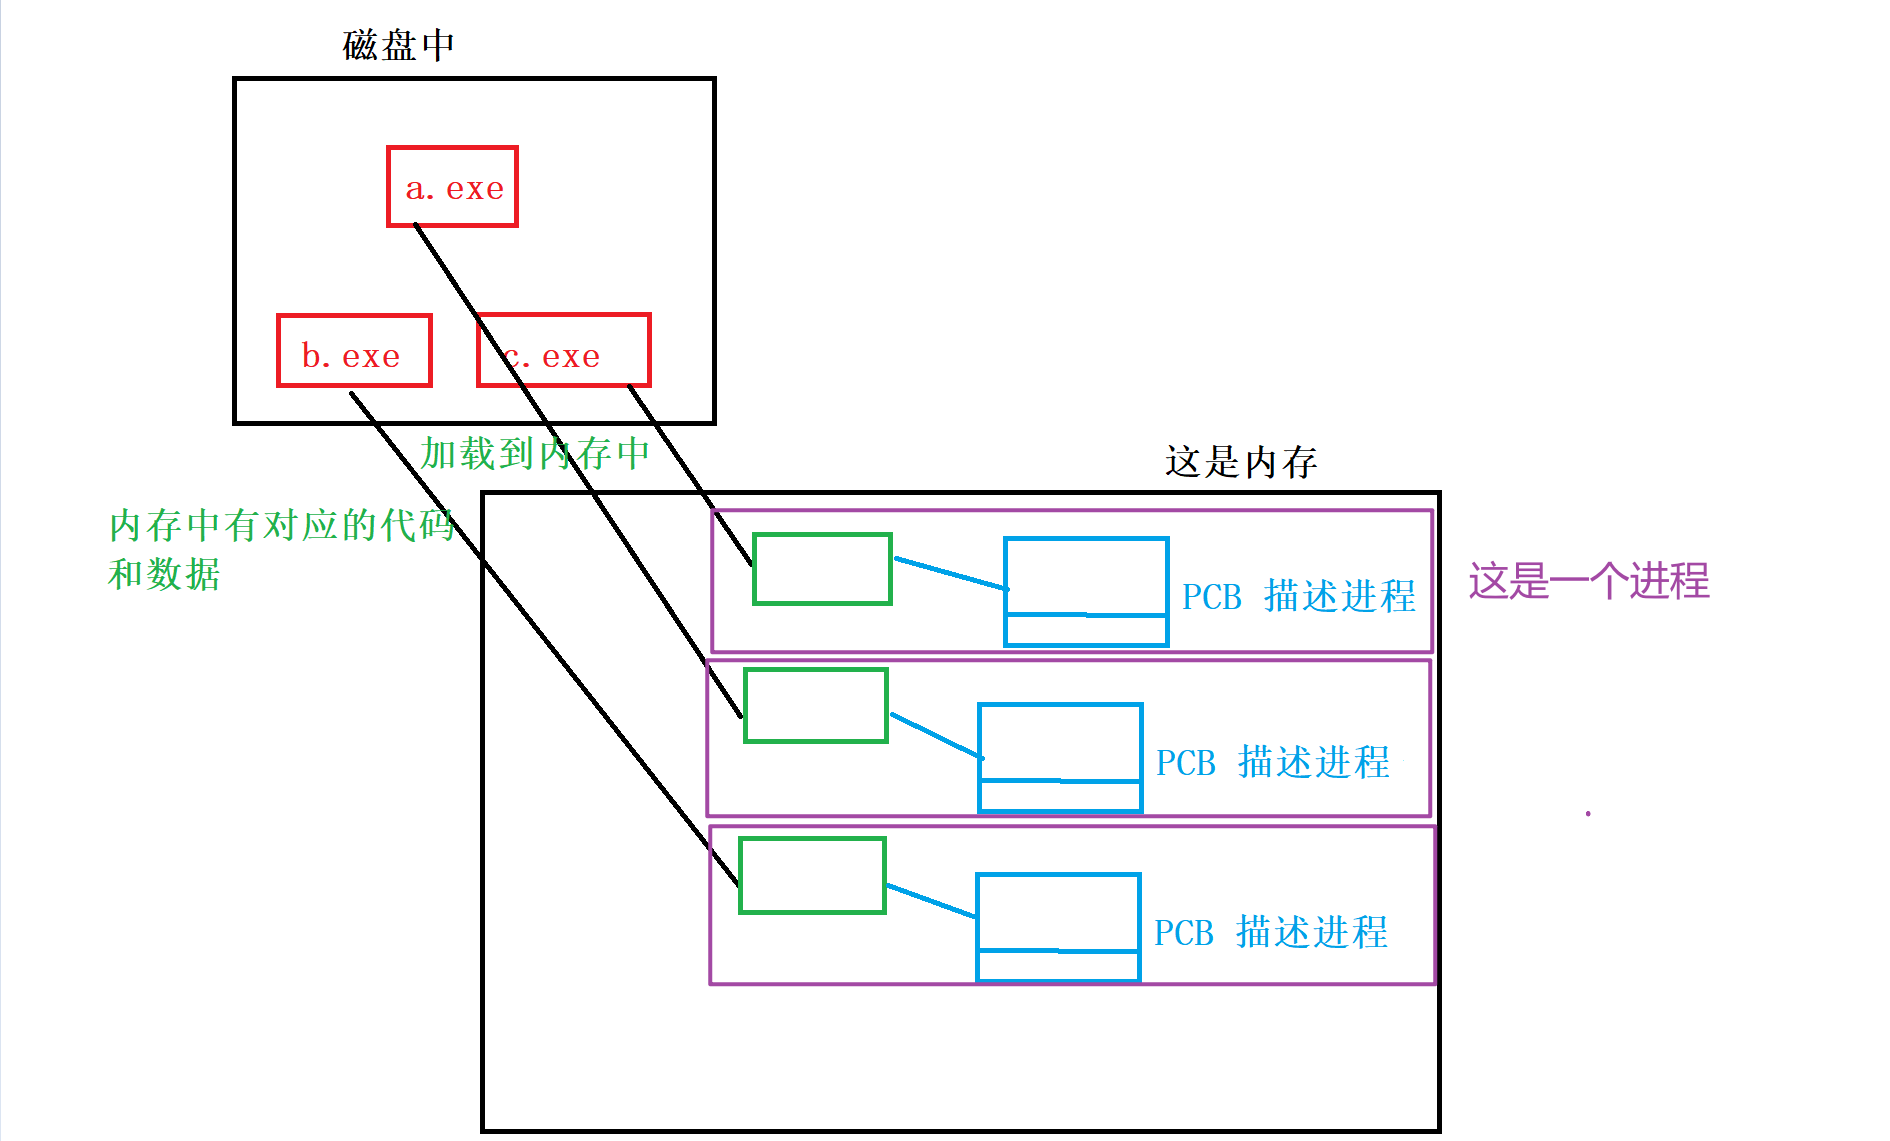 磁盘中
a.exe
b.exe
c.exe
加载到内存中
这是内存
内存中有对应的代码
和数据
PCB 描述进程
这是一个进程
PCB 描述进程
PCB 描述进程